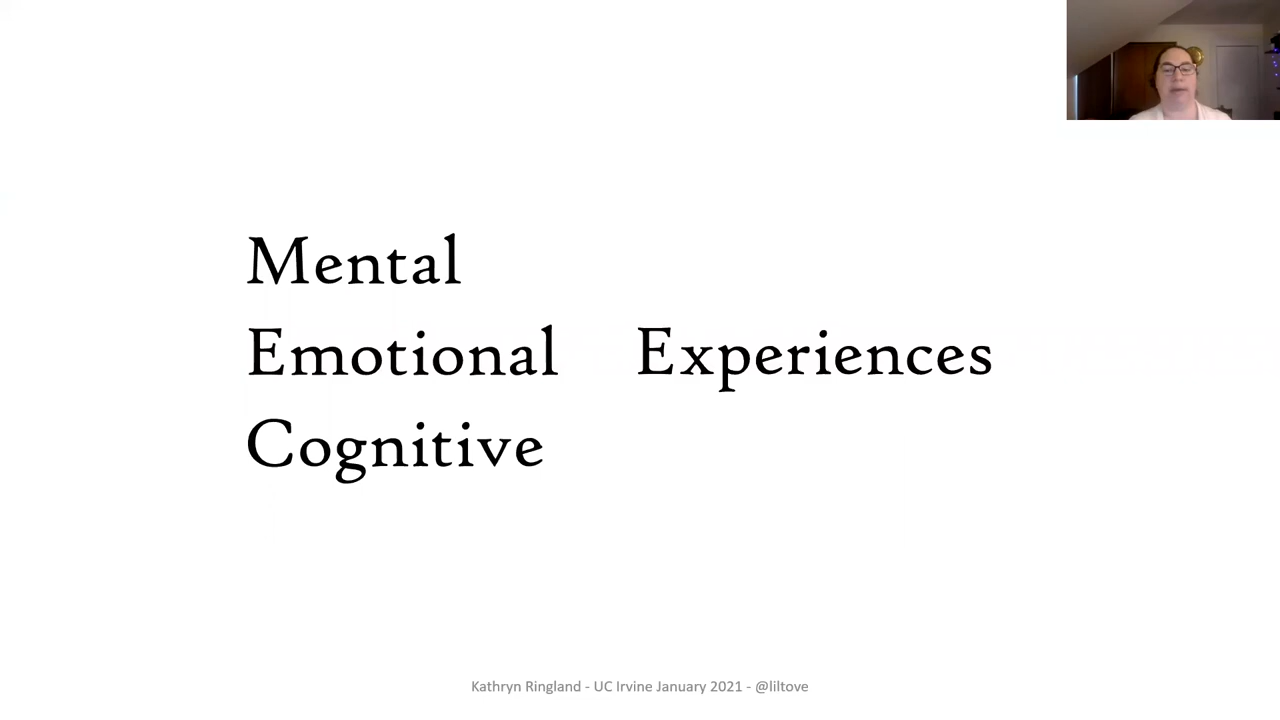 Mental
Emotional Experiences
Cognitive
Kathryn Ringland - UC Irvine January 2021 - @liltove